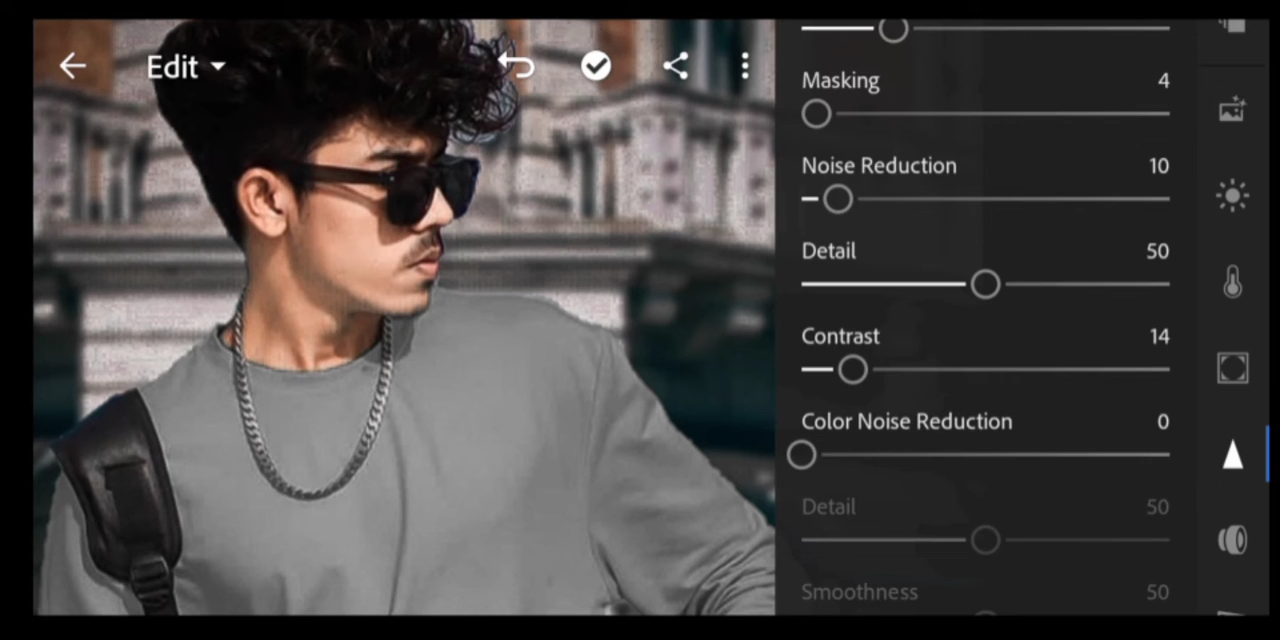 Edit
Masking 4
Noise Reduction 10
Detail 50
Contrast 14
Color Noise Reduction 0
Detail 50
Smoothness 50